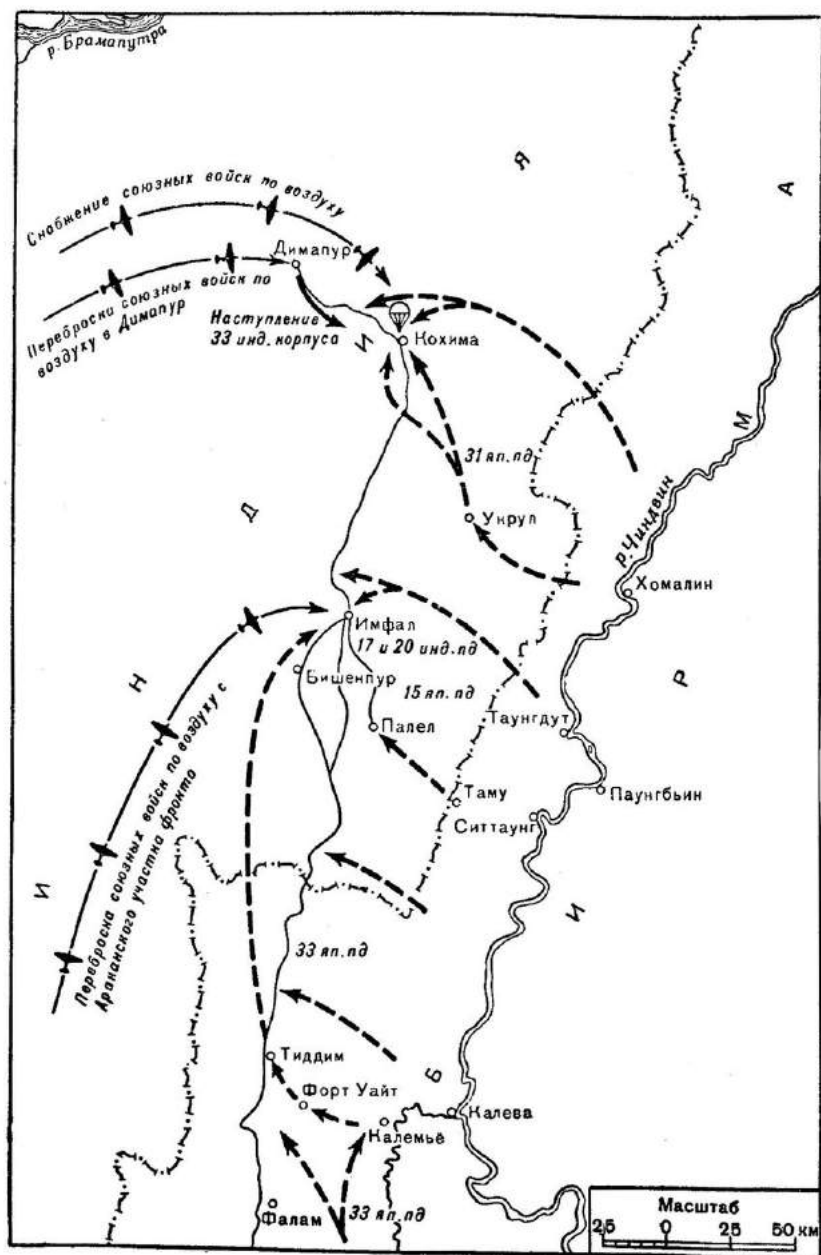 р. Брамапутра
Я
А
Снабжение союзных войск по воздуху
Димапур
Переброска союзных войск по
воздуху в Димапур
Наступление
33 инд. корпуса
И
Кохима
М
31 яп.пд
Д
Укрул
р. Чиндвин
Хомалин
Имфал
17 и 20 инд.пд
Бишенпур
Н
Р
15 яп.пд
Таунгдут
Палел
Переброска союзных войск по воздуху с
Араканского участка фронта
Таму
Паунгбьин
Ситтаунг
И
И
33 яп.пд
Тиддим
Б
Форт Уайт
Калева
Калемьё
Фалам
33 яп.пд
Масштаб
25 0 25 50 км